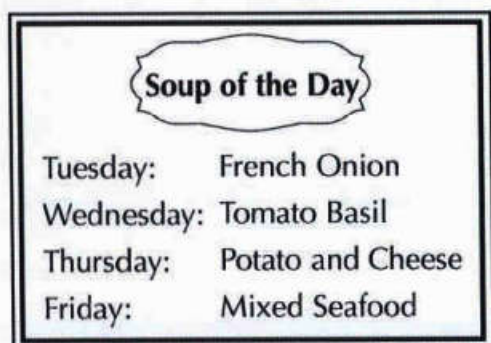 Soup of the Day
Tuesday: French Onion
Wednesday: Tomato Basil
Thursday: Potato and Cheese
Friday: Mixed Seafood